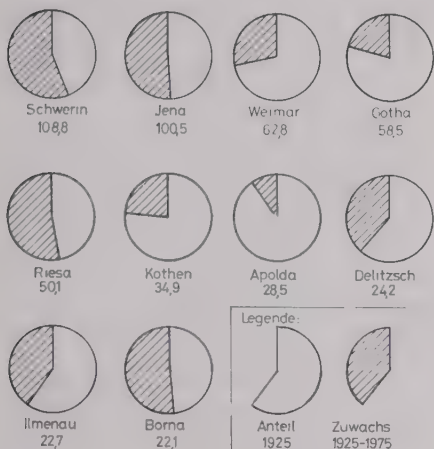 Schwerin
108,8
Jena
100,5
Weimar
62,8
Gotha
58,5
Riesa
50,1
Kothen
34,9
Apolda
28,5
Delitzsch
24,2
Ilmenau
22,7
Borna
22,1
Legende:
Anteil
1925
Zuwachs
1925-1975